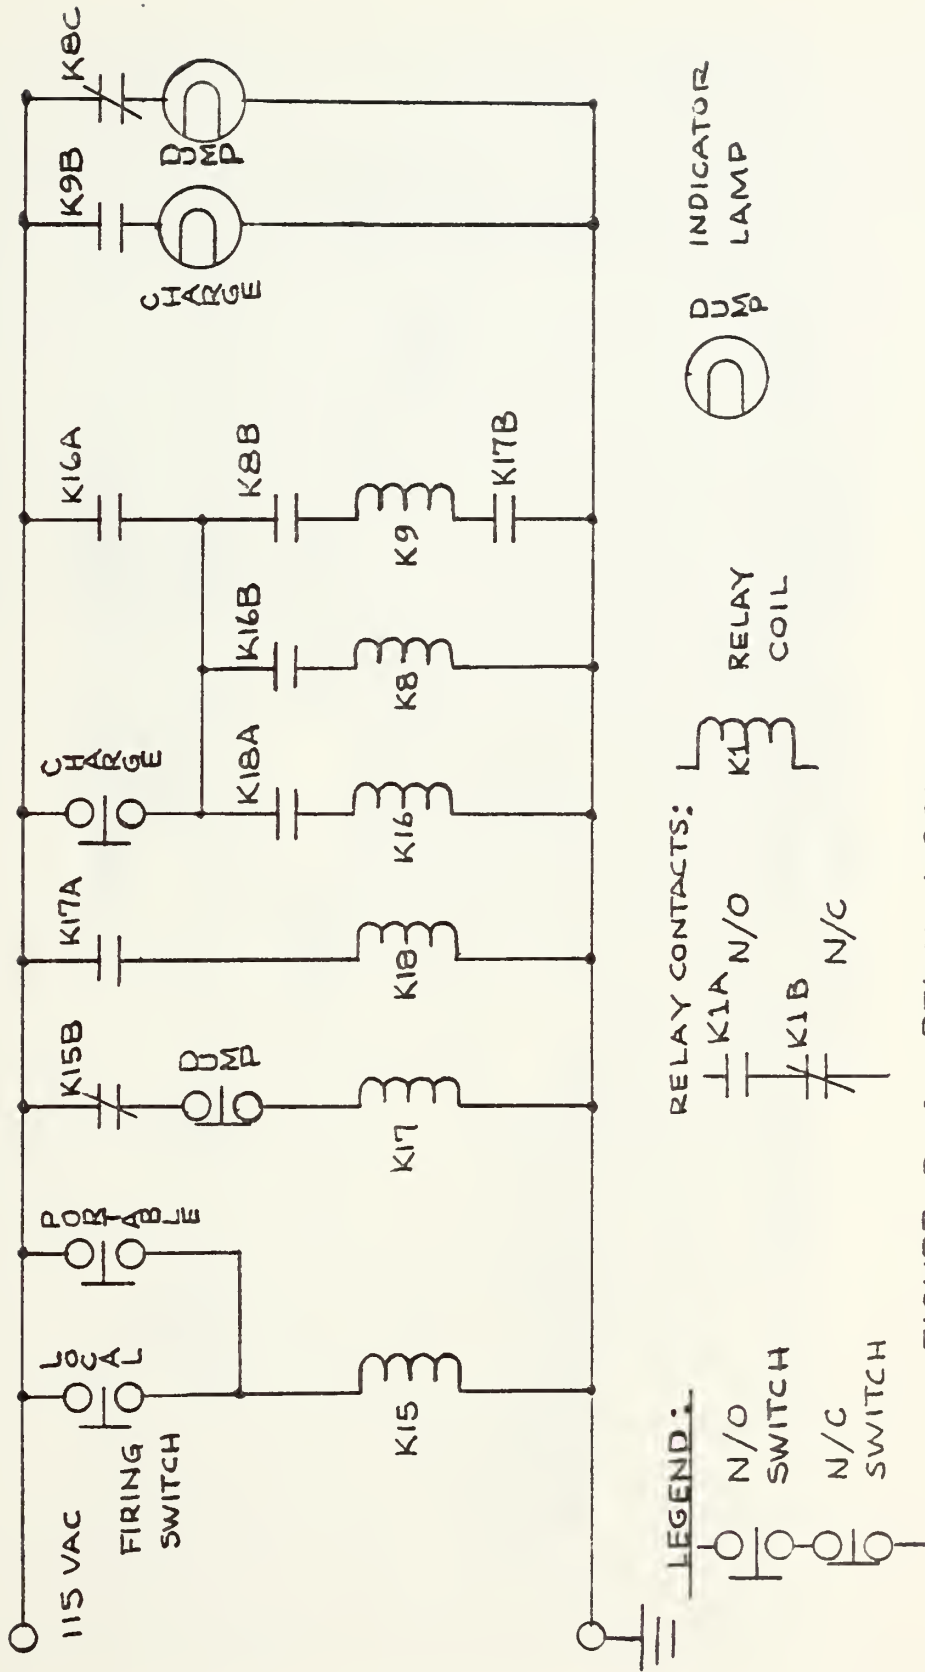 115 VAC
FIRING
SWITCH
LOCAL
PORTABLE
K15
K15B
DUMP
K17
K17A
K18
CHARGE
K18A
K16
K16B
K8
K16A
K8B
K9
K17B
K9B
CHARGE
K8C
DUMP
LEGEND:
N/O
SWITCH
N/C
SWITCH
RELAY CONTACTS:
K1A
N/O
K1B
N/C
K1
RELAY
COIL
DUMP
INDICATOR
LAMP